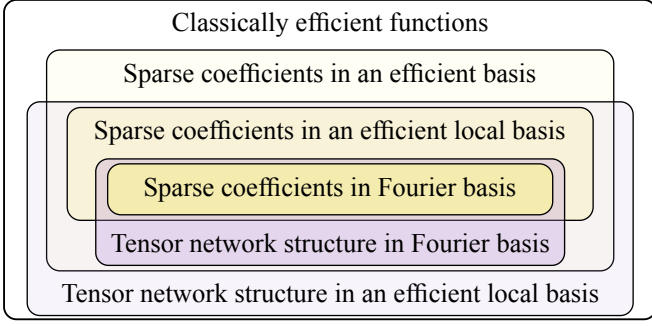 Classically efficient functions
Sparse coefficients in an efficient basis
Sparse coefficients in an efficient local basis
Sparse coefficients in Fourier basis
Tensor network structure in Fourier basis
Tensor network structure in an efficient local basis